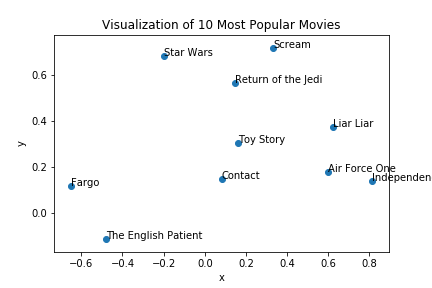 Visualization of 10 Most Popular Movies
Scream
Star Wars
Return of the Jedi
Liar Liar
Toy Story
Air Force One
Contact
Independen
Fargo
The English Patient
0.6
0.4
0.2
0.0
y
−0.6 −0.4 −0.2 0.0 0.2 0.4 0.6 0.8
x